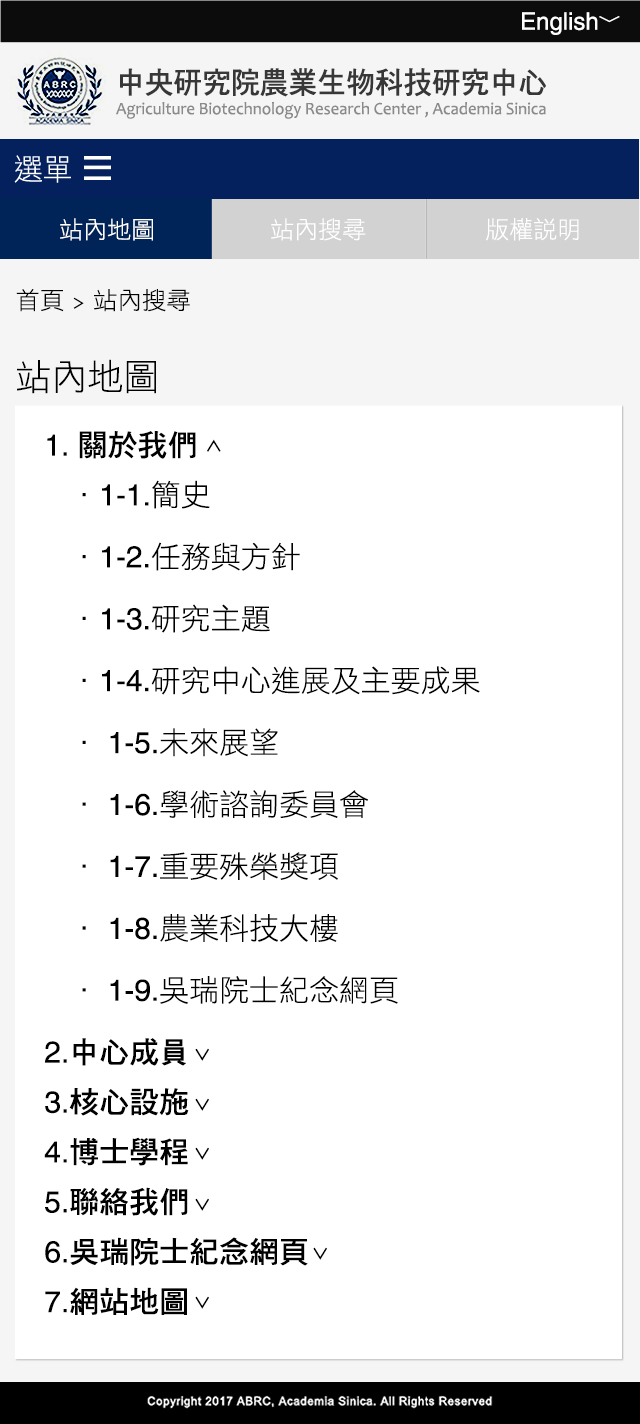 English
中央研究院農業生物科技研究中心
Agriculture Biotechnology Research Center , Academia Sinica
ABRC
ACADEMIA SINICA
選單
站內地圖 站內搜尋 版權説明
首頁 > 站內搜尋
站內地圖
1. 關於我們
· 1-1.簡史
· 1-2.任務與方針
· 1-3.研究主題
· 1-4.研究中心進展及主要成果
· 1-5.未來展望
· 1-6.學術諮詢委員會
· 1-7.重要殊榮獎項
· 1-8.農業科技大樓
· 1-9.吳瑞院士紀念網頁
2.中心成員
3.核心設施
4.博士學程
5.聯絡我們
6.吳瑞院士紀念網頁
7.網站地圖
Copyright 2017 ABRC, Academia Sinica. All Rights Reserved